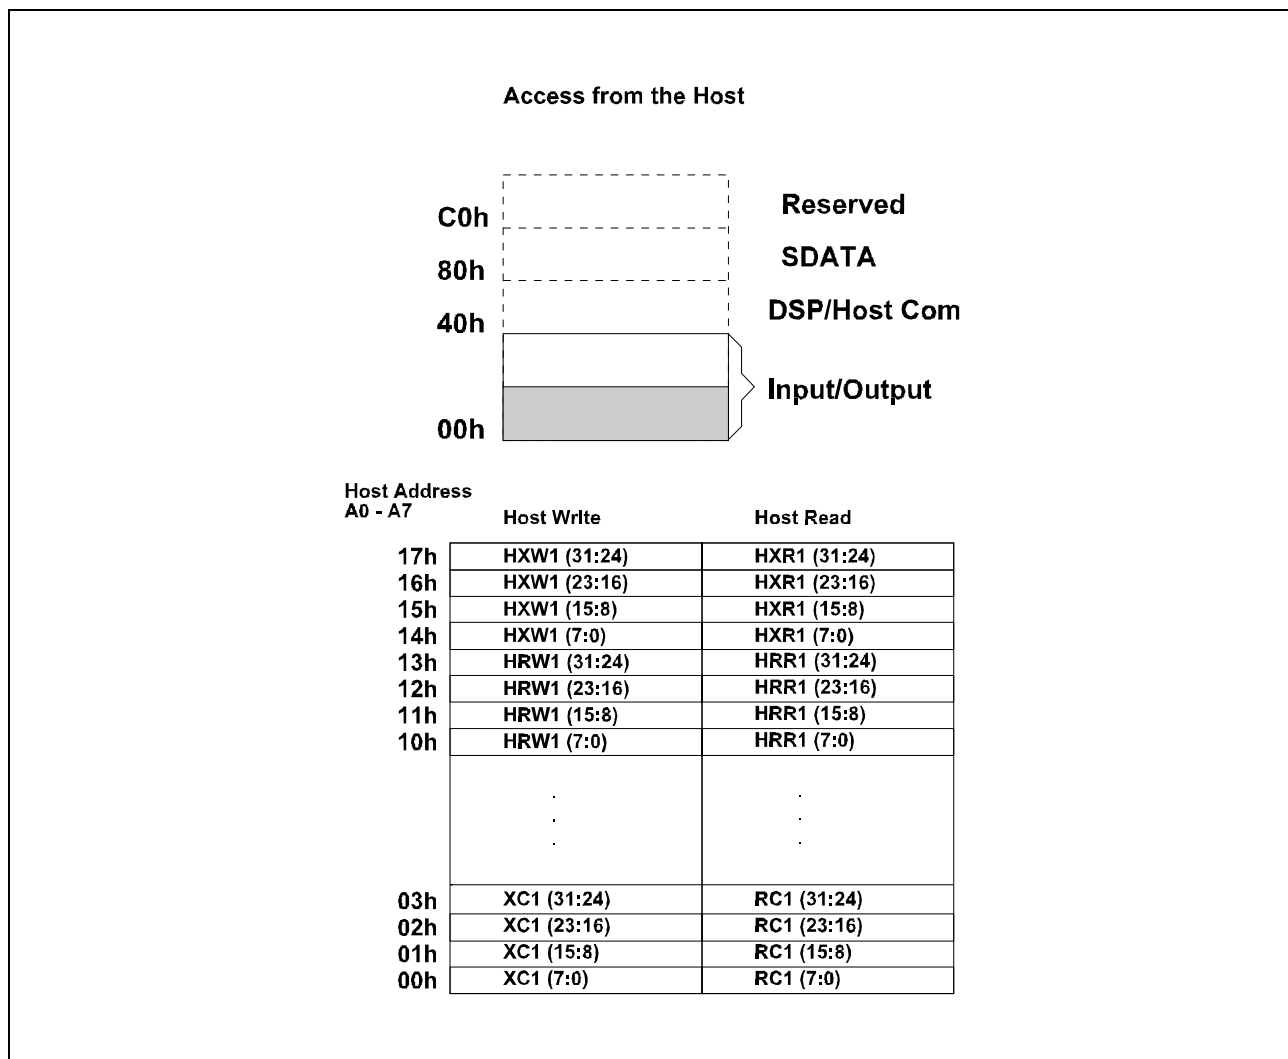 Access from the Host
C0h Reserved
80h SDATA
40h DSP/Host Com
Input/Output
00h
Host Address
A0 - A7
Host Write Host Read
17h HXW1 (31:24) HXR1 (31:24)
16h HXW1 (23:16) HXR1 (23:16)
15h HXW1 (15:8) HXR1 (15:8)
14h HXW1 (7:0) HXR1 (7:0)
13h HRW1 (31:24) HRR1 (31:24)
12h HRW1 (23:16) HRR1 (23:16)
11h HRW1 (15:8) HRR1 (15:8)
10h HRW1 (7:0) HRR1 (7:0)
. .
. .
. .
03h XC1 (31:24) RC1 (31:24)
02h XC1 (23:16) RC1 (23:16)
01h XC1 (15:8) RC1 (15:8)
00h XC1 (7:0) RC1 (7:0)